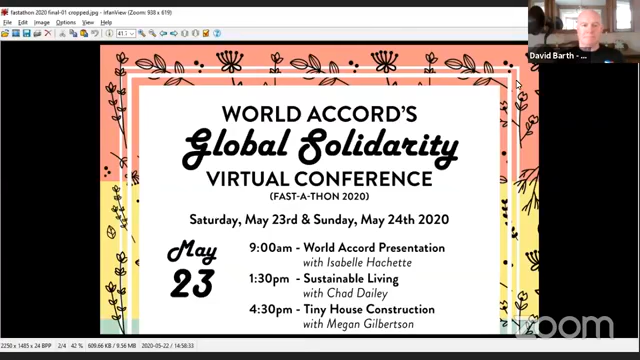 fastathon 2020 final-01 cropped.jpg - IrfanView (Zoom: 938 x 619)
File Edit Image Options View Help
David Barth - ...
WORLD ACCORD'S
Global Solidarity
VIRTUAL CONFERENCE
(FAST-A-THON 2020)
Saturday, May 23rd & Sunday, May 24th 2020
May
23
9:00am - World Accord Presentation
with Isabelle Hachette
1:30pm - Sustainable Living
with Chad Dailey
4:30pm - Tiny House Construction
with Megan Gilbertson
zoom
2250 x 1485 x 24 BPP 2/4 42 % 609.66 KB / 9.56 MB 2020-05-22 / 14:58:33